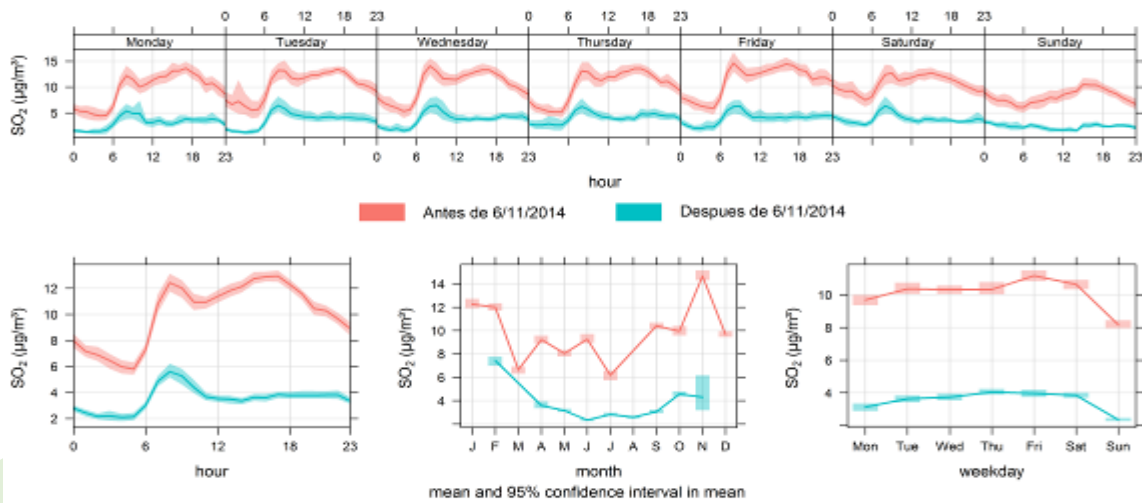 0 6 12 18 23 0 6 12 18 23 0 6 12 18 23
Monday Tuesday Wednesday Thursday Friday Saturday Sunday
15
10
5
SO₂ (µg/m³)
0 6 12 18 23 0 6 12 18 23 0 6 12 18 23 0 6 12 18 23
hour
Antes de 6/11/2014 Despues de 6/11/2014
12
10
8
6
4
2
SO₂ (µg/m³)
0 6 18 23
hour
14
12
10
8
6
4
SO₂ (µg/m³)
J F M A M J J A S O N D
month
10
8
6
4
SO₂ (µg/m³)
Mon Tue Wed Thu Fri Sat Sun
weekday
mean and 95% confidence interval in mean